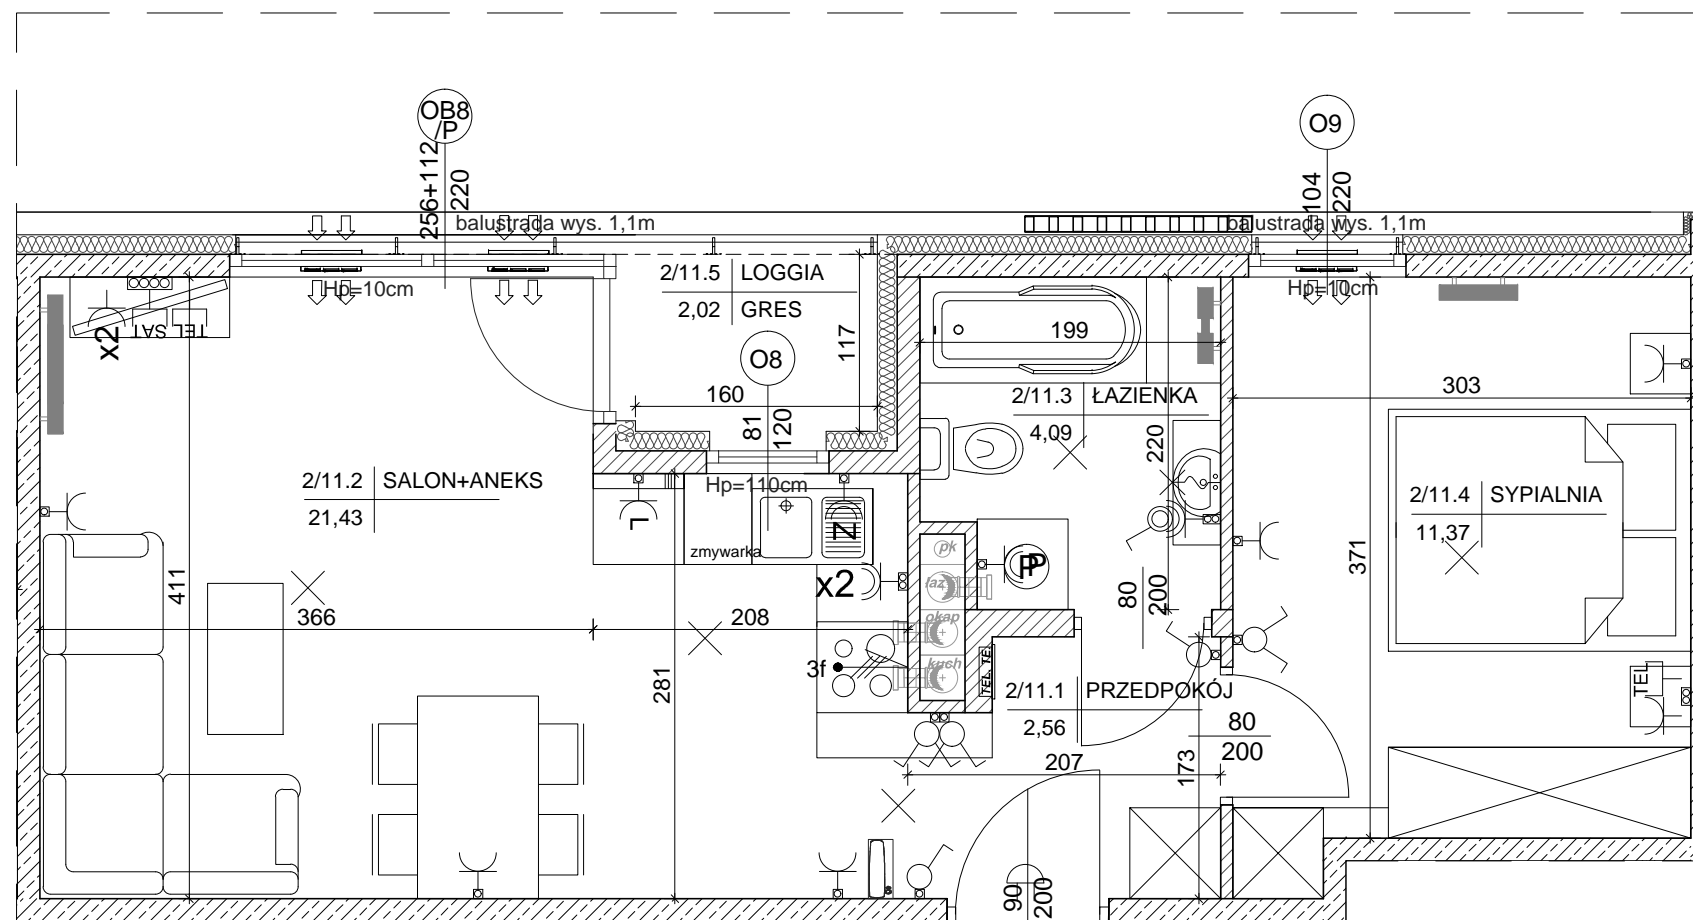 OB8
/P
O9
256+112
220
104
220
balustrada wys. 1,1m
balustrada wys. 1,1m
Hp=10cm
Hp=10cm
2/11.5 LOGGIA
2,02 GRES
x2
TEL SAT TEL
117
O8
160
81
120
199
2/11.3 ŁAZIENKA
4,09
220
303
2/11.2 SALON+ANEKS
21,43
Hp=110cm
L
Z
zmywarka
2/11.4 SYPIALNIA
11,37
371
411
366
208
x2
pk
łaz
okap
kuch
P
P
80
200
3f
281
TEL. TEL
2/11.1 PRZEDPOKÓJ
2,56
80
200
TEL
207
173
90
200